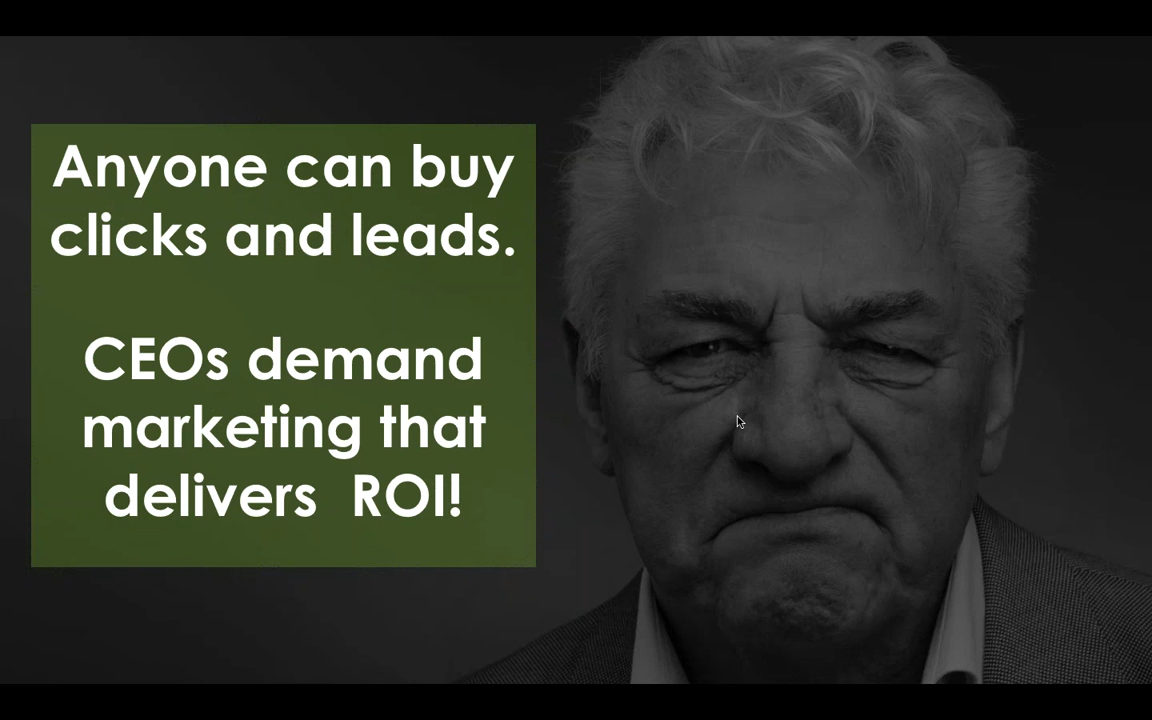 Anyone can buy
clicks and leads.
CEOs demand
marketing that
delivers  ROI!